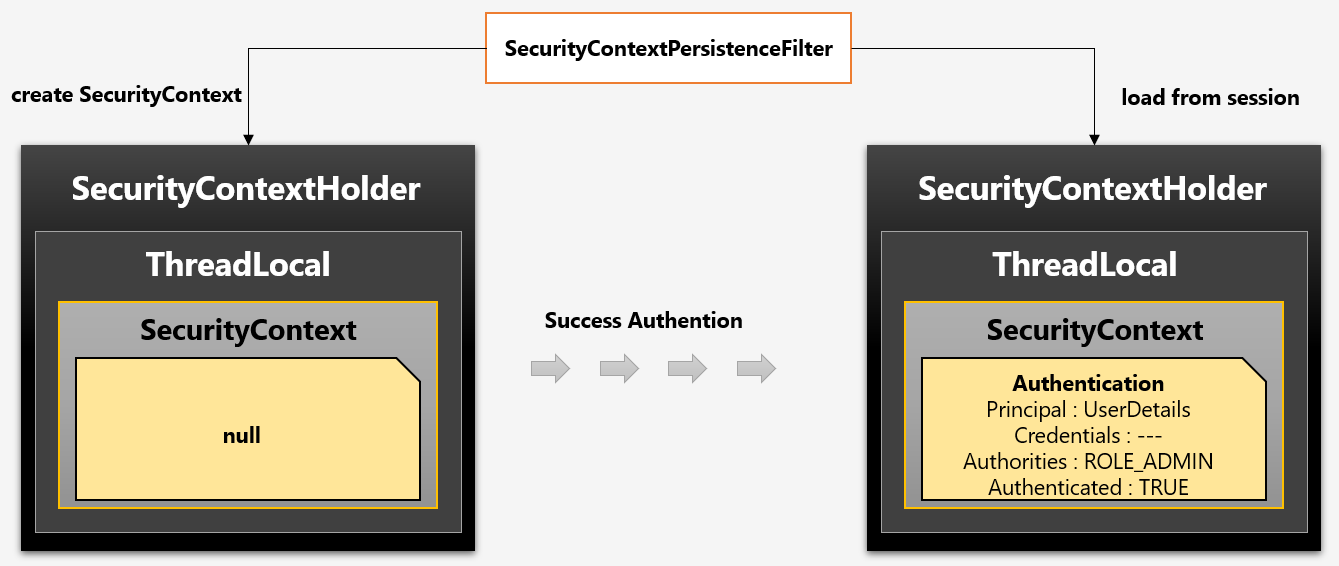 SecurityContextPersistenceFilter
create SecurityContext
load from session
SecurityContextHolder
ThreadLocal
SecurityContext
null
Success Authention
SecurityContextHolder
ThreadLocal
SecurityContext
Authentication
Principal : UserDetails
Credentials : ---
Authorities : ROLE_ADMIN
Authenticated : TRUE